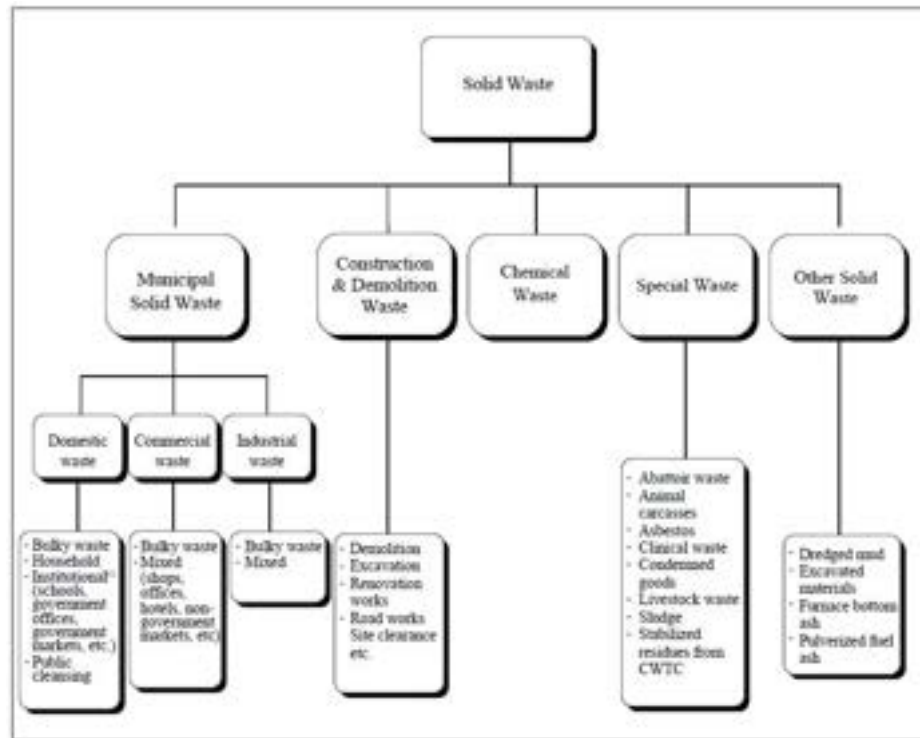 Solid Waste
Municipal
Solid Waste
Construction
& Demolition
Waste
Chemical
Waste
Special Waste
Other Solid
Waste
Domestic
waste
Commercial
waste
Industrial
waste
- Bulky waste
- Household
- Institutional
(schools,
government
offices,
government
markets, etc.)
- Public
cleansing
- Bulky waste
- Mixed
(shops,
offices,
hotels, non-
government
markets, etc)
- Bulky waste
- Mixed
- Demolition
- Excavation
- Renovation
works
- Road works
Site clearance
etc.
- Abattoir waste
- Animal
carcasses
- Asbestos
- Clinical waste
- Condemned
goods
- Livestock waste
- Sludge
- Stabilized
residues from
CWTC
- Dredged mud
- Excavated
materials
- Furnace bottom
ash
- Pulverized fuel
ash